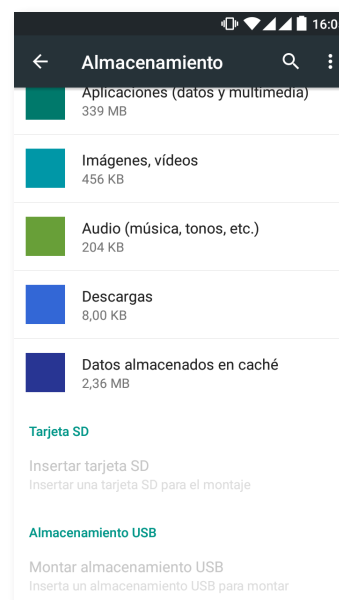 16:0
Almacenamiento
Aplicaciones (datos y multimedia)
339 MB
Imágenes, vídeos
456 KB
Audio (música, tonos, etc.)
204 KB
Descargas
8,00 KB
Datos almacenados en caché
2,36 MB
Tarjeta SD
Insertar tarjeta SD
Insertar una tarjeta SD para el montaje
Almacenamiento USB
Montar almacenamiento USB
Inserta un almacenamiento USB para montar